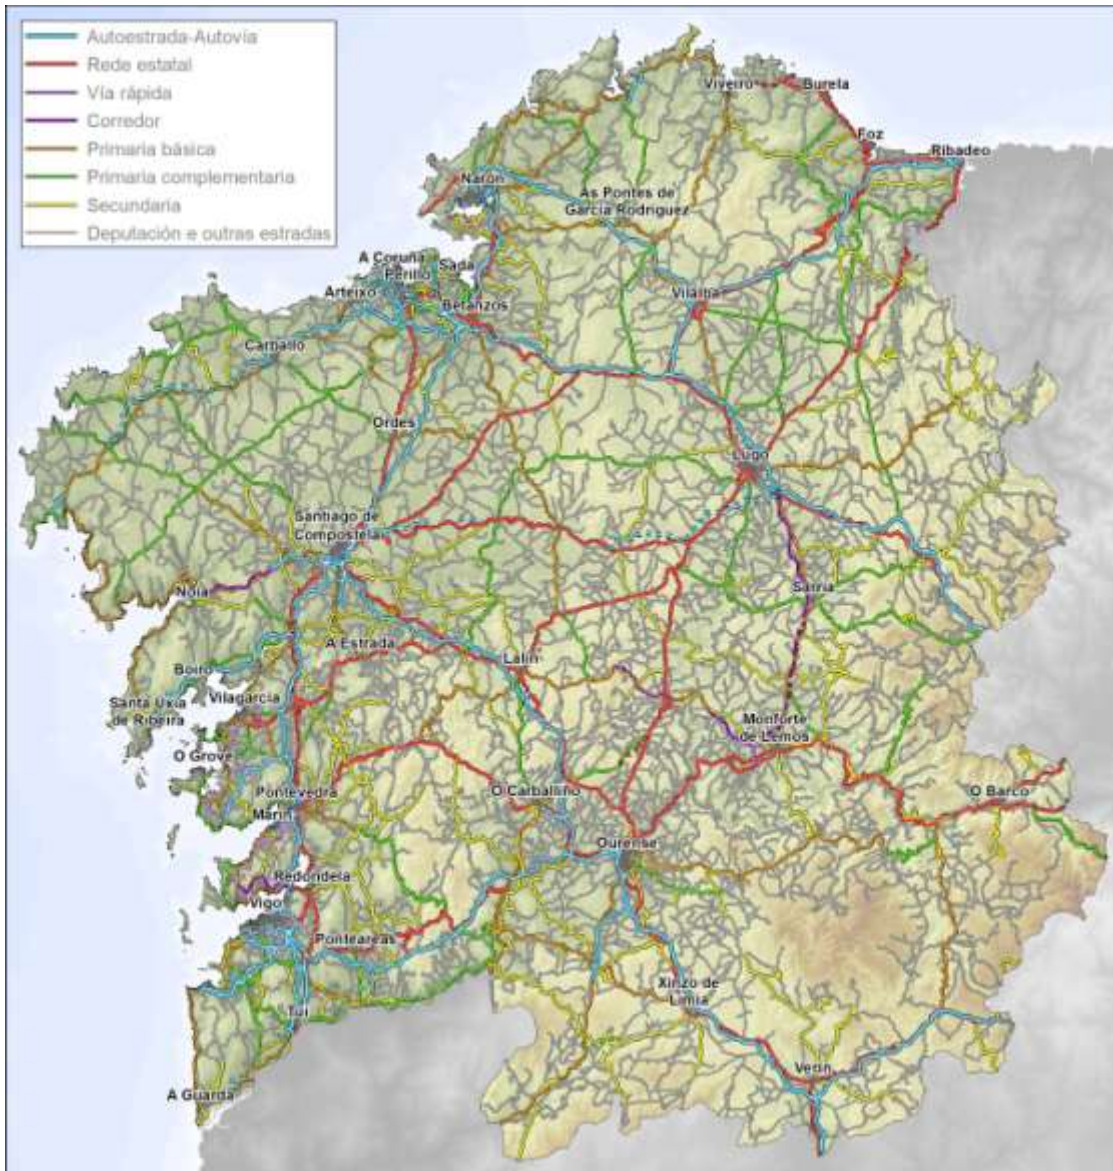 Autoestrada-Autovía
Rede estatal
Vía rápida
Corredor
Primaria básica
Primaria complementaria
Secundaria
Deputación e outras estradas
Viveiro
Burela
Foz
Ribadeo
Narón
As Pontes de
García Rodríguez
A Coruña
Perillo
Sada
Arteixo
Betanzos
Vilalba
Carballo
Ordes
Lugo
Santiago de
Compostela
Noia
Sarria
A Estrada
Lalín
Boiro
Vilagarcía
Santa Uxía
de Ribeira
Monforte
de Lemos
O Grove
Pontevedra
O Carballiño
O Barco
Marín
Ourense
Redondela
Vigo
Ponteareas
Xinzo de
Limia
Tui
Verín
A Guarda